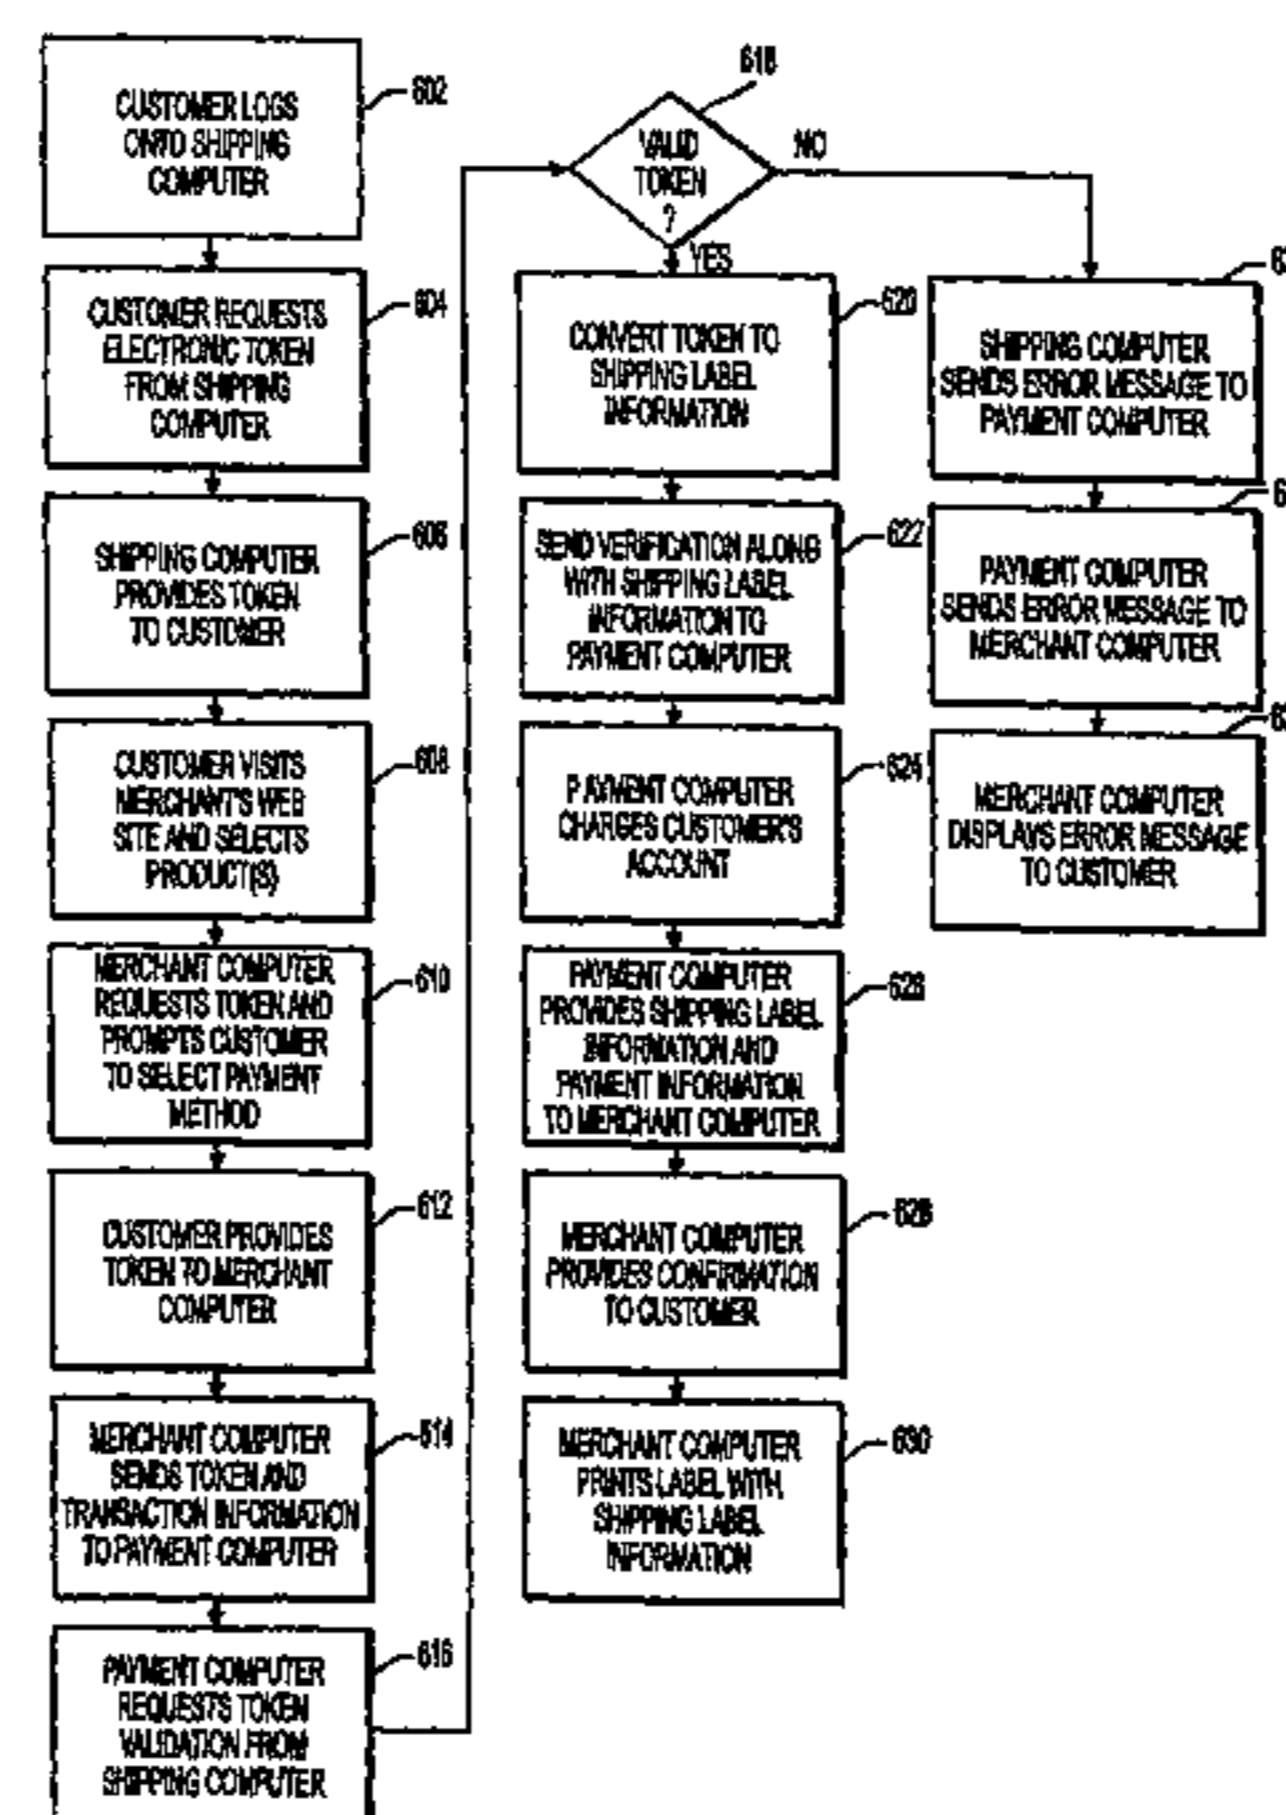 CUSTOMER LOGS
ONTO SHIPPING
COMPUTER
602
CUSTOMER REQUESTS
ELECTRONIC TOKEN
FROM SHIPPING
COMPUTER
604
SHIPPING COMPUTER
PROVIDES TOKEN
TO CUSTOMER
606
CUSTOMER VISITS
MERCHANT'S WEB
SITE AND SELECTS
PRODUCT(S)
608
MERCHANT COMPUTER
REQUESTS TOKEN AND
PROMPTS CUSTOMER
TO SELECT PAYMENT
METHOD
610
CUSTOMER PROVIDES
TOKEN TO MERCHANT
COMPUTER
612
MERCHANT COMPUTER
SENDS TOKEN AND
TRANSACTION INFORMATION
TO PAYMENT COMPUTER
614
PAYMENT COMPUTER
REQUESTS TOKEN
VALIDATION FROM
SHIPPING COMPUTER
616
618
VALID
TOKEN
?
NO
YES
CONVERT TOKEN TO
SHIPPING LABEL
INFORMATION
620
SEND VERIFICATION ALONG
WITH SHIPPING LABEL
INFORMATION TO
PAYMENT COMPUTER
622
PAYMENT COMPUTER
CHARGES CUSTOMER'S
ACCOUNT
624
PAYMENT COMPUTER
PROVIDES SHIPPING LABEL
INFORMATION AND
PAYMENT INFORMATION
TO MERCHANT COMPUTER
626
MERCHANT COMPUTER
PROVIDES CONFIRMATION
TO CUSTOMER
628
MERCHANT COMPUTER
PRINTS LABEL WITH
SHIPPING LABEL
INFORMATION
630
SHIPPING COMPUTER
SENDS ERROR MESSAGE TO
PAYMENT COMPUTER
PAYMENT COMPUTER
SENDS ERROR MESSAGE TO
MERCHANT COMPUTER
MERCHANT COMPUTER
DISPLAYS ERROR MESSAGE
TO CUSTOMER